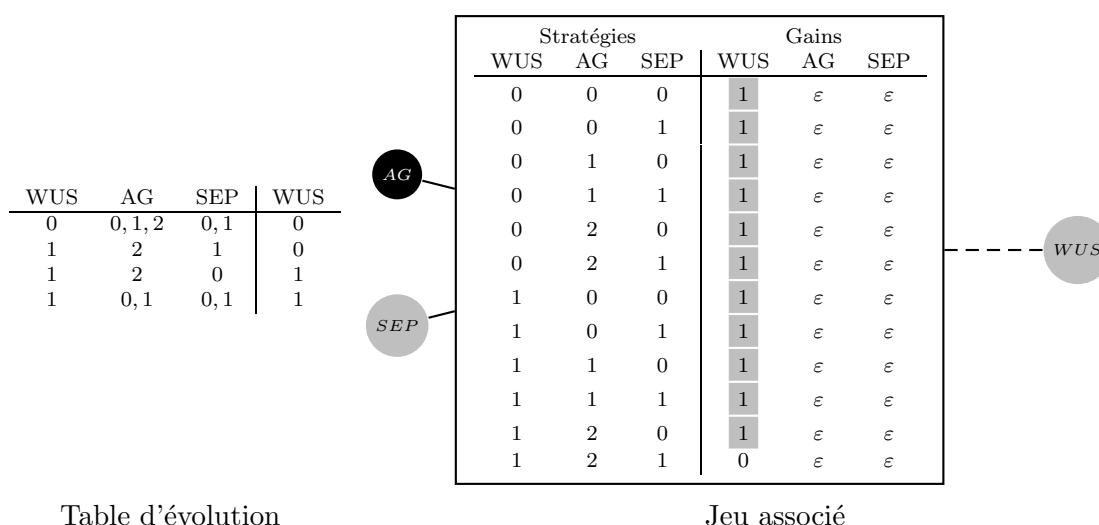 WUS AG SEP WUS
0 0, 1, 2 0, 1 0
1 2 1 0
1 2 0 1
1 0, 1 0, 1 1
Table d'évolution
AG
SEP
Stratégies Gains
WUS AG SEP WUS AG SEP
0 0 0 1 ε ε
0 0 1 1 ε ε
0 1 0 1 ε ε
0 1 1 1 ε ε
0 2 0 1 ε ε
0 2 1 1 ε ε
1 0 0 1 ε ε
1 0 1 1 ε ε
1 1 0 1 ε ε
1 1 1 1 ε ε
1 2 0 1 ε ε
1 2 1 0 ε ε
WUS
Jeu associé